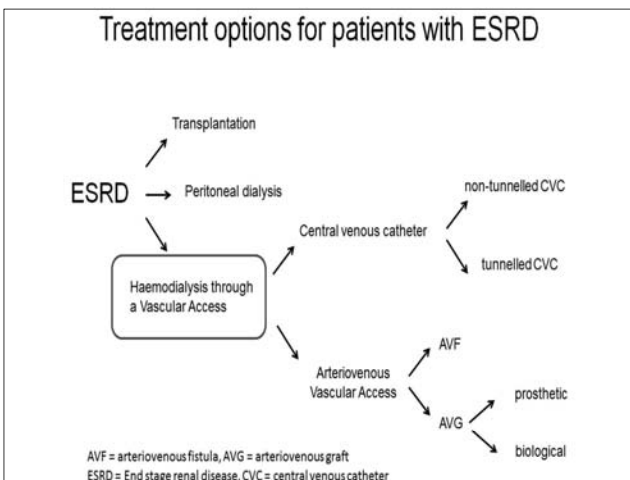 Treatment options for patients with ESRD
Transplantation
ESRD
Peritoneal dialysis
Haemodialysis through
a Vascular Access
Central venous catheter
non-tunnelled CVC
tunnelled CVC
Arteriovenous
Vascular Access
AVF
AVG
prosthetic
biological
AVF = arteriovenous fistula, AVG = arteriovenous graft
ESRD = End stage renal disease, CVC = central venous catheter